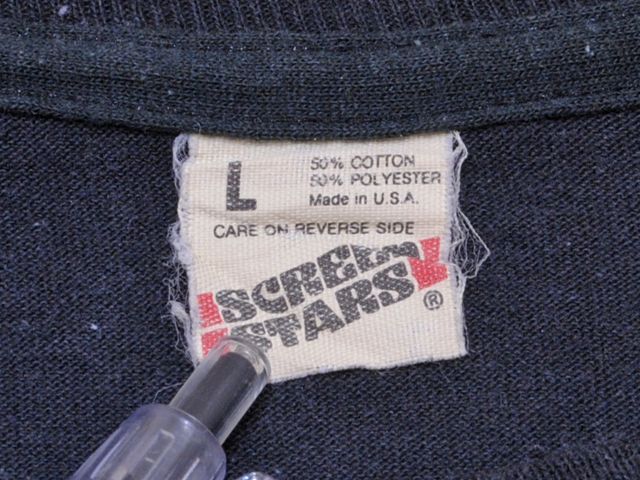 L
50% COTTON
50% POLYESTER
Made in U.S.A.
CARE ON REVERSE SIDE
SCREEN
STARS®